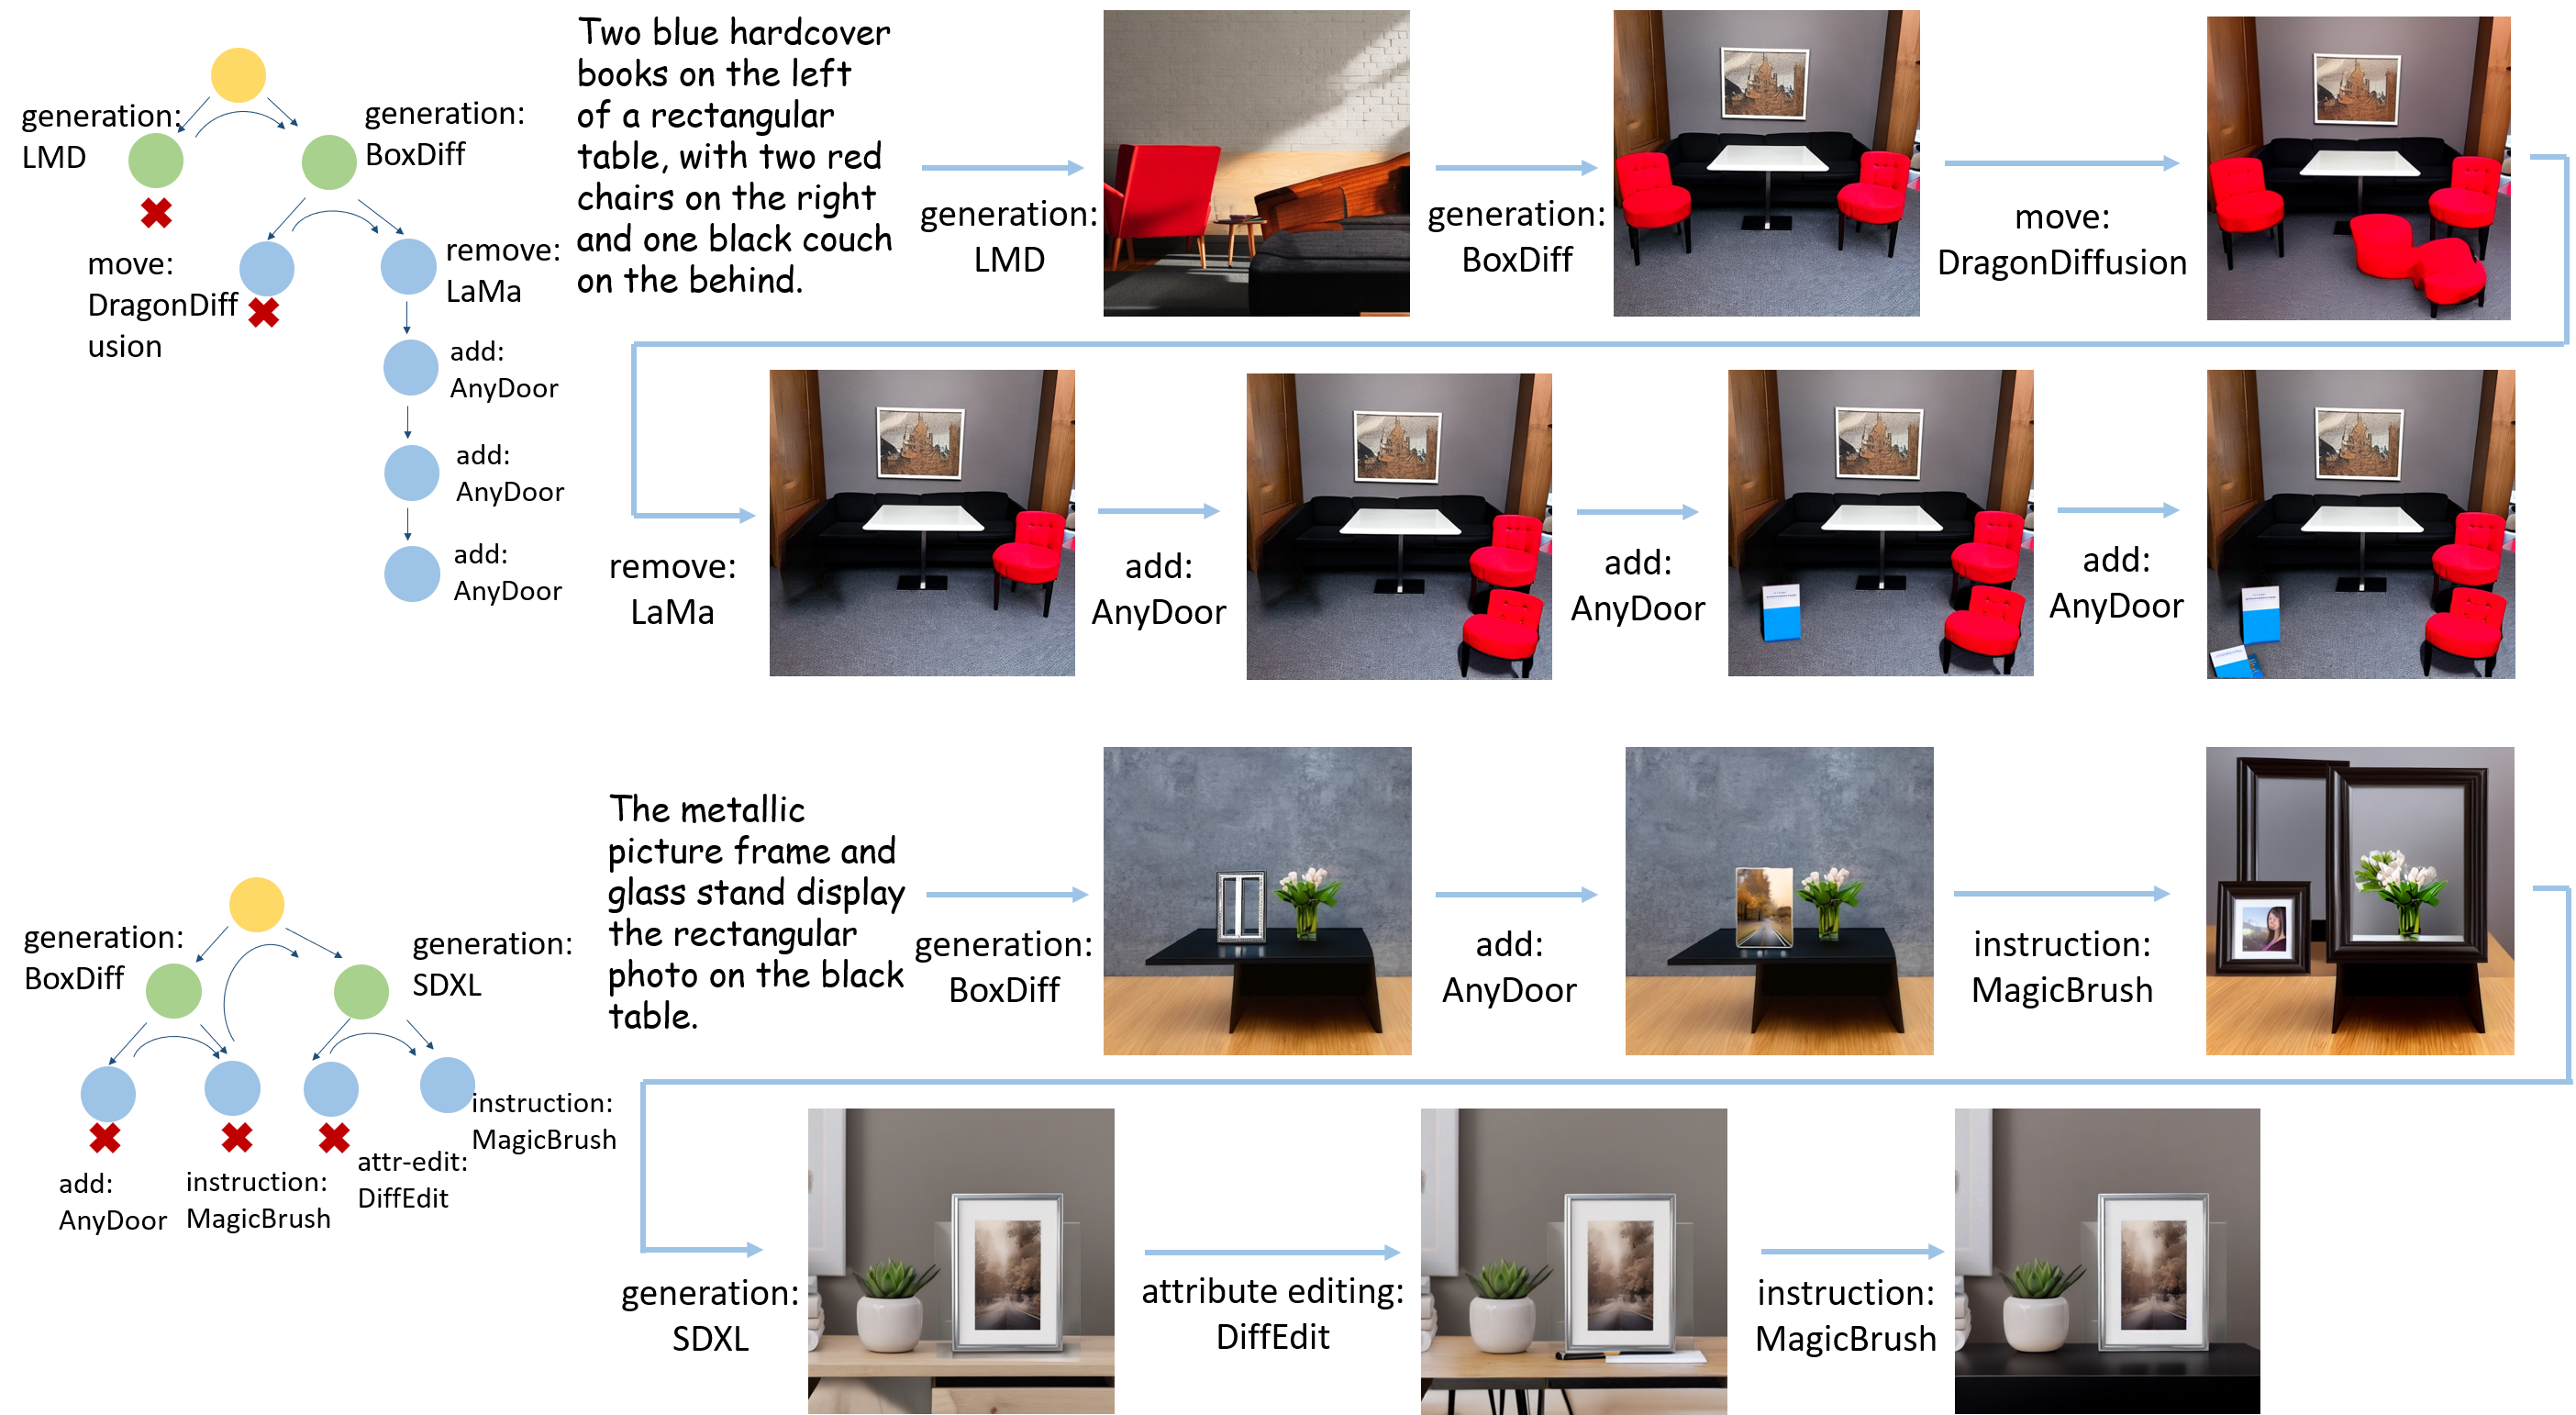 generation:
LMD
generation:
BoxDiff
move:
DragonDiff
usion
remove:
LaMa
add:
AnyDoor
add:
AnyDoor
add:
AnyDoor
Two blue hardcover
books on the left
of a rectangular
table, with two red
chairs on the right
and one black couch
on the behind.
generation:
LMD
generation:
BoxDiff
move:
DragonDiffusion
remove:
LaMa
add:
AnyDoor
add:
AnyDoor
add:
AnyDoor
generation:
BoxDiff
generation:
SDXL
add:
AnyDoor
instruction:
MagicBrush
attr-edit:
DiffEdit
instruction:
MagicBrush
The metallic
picture frame and
glass stand display
the rectangular
photo on the black
table.
generation:
BoxDiff
add:
AnyDoor
instruction:
MagicBrush
generation:
SDXL
attribute editing:
DiffEdit
instruction:
MagicBrush